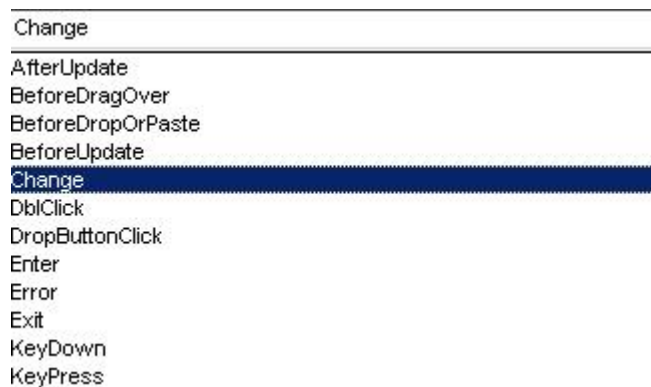 Change
AfterUpdate
BeforeDragOver
BeforeDropOrPaste
BeforeUpdate
Change
DblClick
DropButtonClick
Enter
Error
Exit
KeyDown
KeyPress